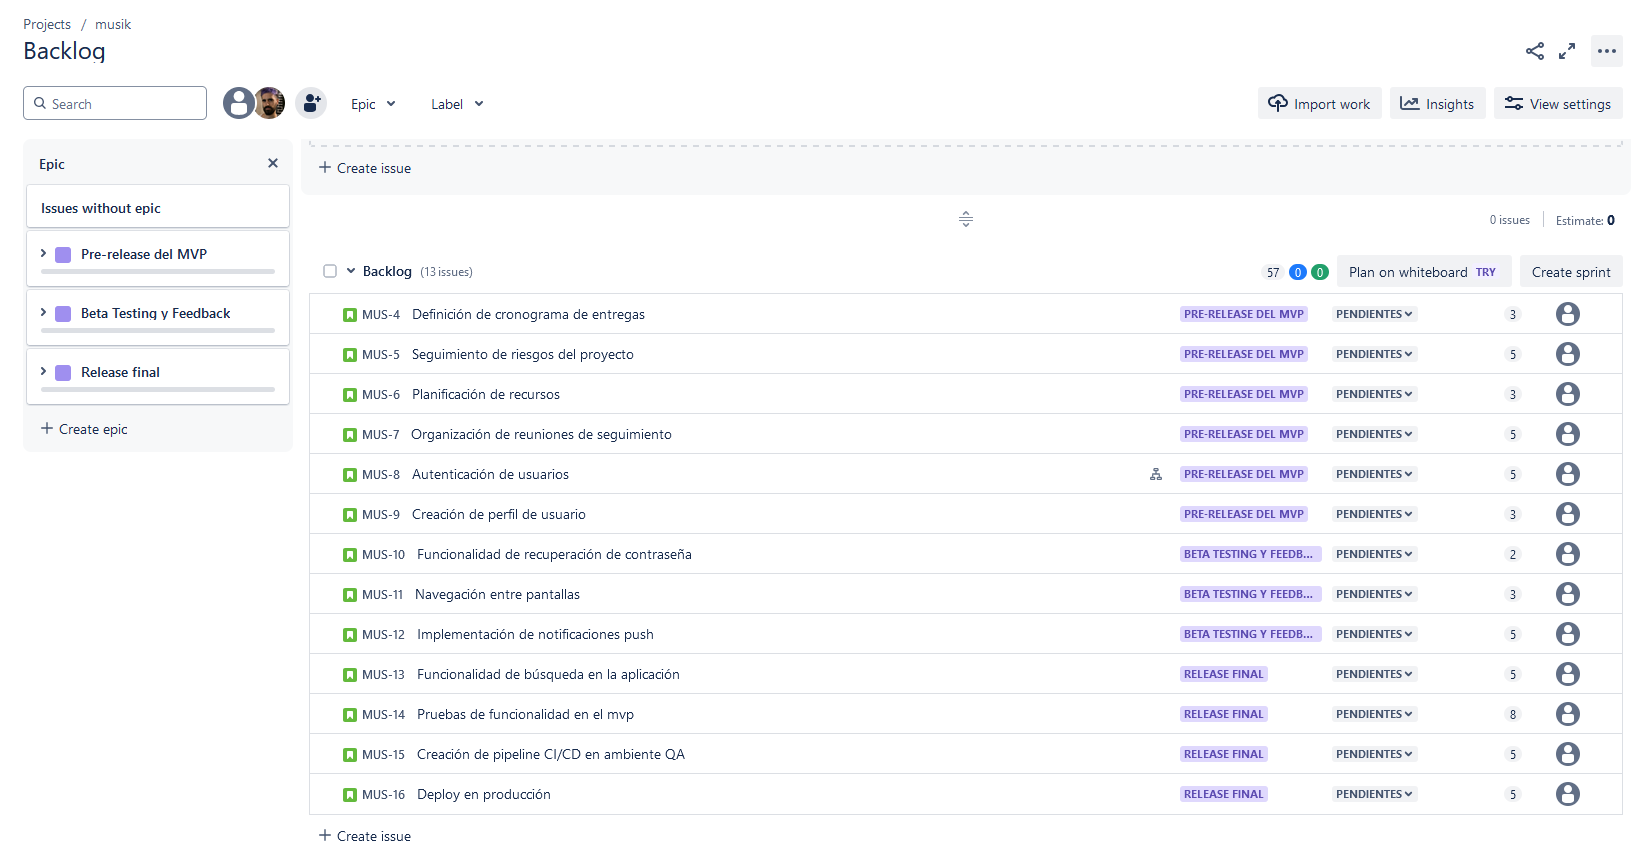 Projects / musik
Backlog
Search
Epic
Label
Import work
Insights
View settings
Epic
Issues without epic
Pre-release del MVP
Beta Testing y Feedback
Release final
Create epic
Create issue
0 issues Estimate: 0
Backlog (13 issues) 57 0 0 Plan on whiteboard TRY Create sprint
MUS-4 Definición de cronograma de entregas PRE-RELEASE DEL MVP PENDIENTES 3
MUS-5 Seguimiento de riesgos del proyecto PRE-RELEASE DEL MVP PENDIENTES 5
MUS-6 Planificación de recursos PRE-RELEASE DEL MVP PENDIENTES 3
MUS-7 Organización de reuniones de seguimiento PRE-RELEASE DEL MVP PENDIENTES 5
MUS-8 Autenticación de usuarios PRE-RELEASE DEL MVP PENDIENTES 5
MUS-9 Creación de perfil de usuario PRE-RELEASE DEL MVP PENDIENTES 3
MUS-10 Funcionalidad de recuperación de contraseña BETA TESTING Y FEEDB... PENDIENTES 2
MUS-11 Navegación entre pantallas BETA TESTING Y FEEDB... PENDIENTES 3
MUS-12 Implementación de notificaciones push BETA TESTING Y FEEDB... PENDIENTES 5
MUS-13 Funcionalidad de búsqueda en la aplicación RELEASE FINAL PENDIENTES 5
MUS-14 Pruebas de funcionalidad en el mvp RELEASE FINAL PENDIENTES 8
MUS-15 Creación de pipeline CI/CD en ambiente QA RELEASE FINAL PENDIENTES 5
MUS-16 Deploy en producción RELEASE FINAL PENDIENTES 5
Create issue